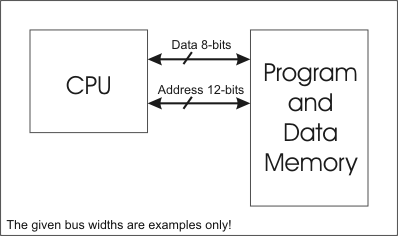 CPU
Data 8-bits
Address 12-bits
Program
and
Data
Memory
The given bus widths are examples only!